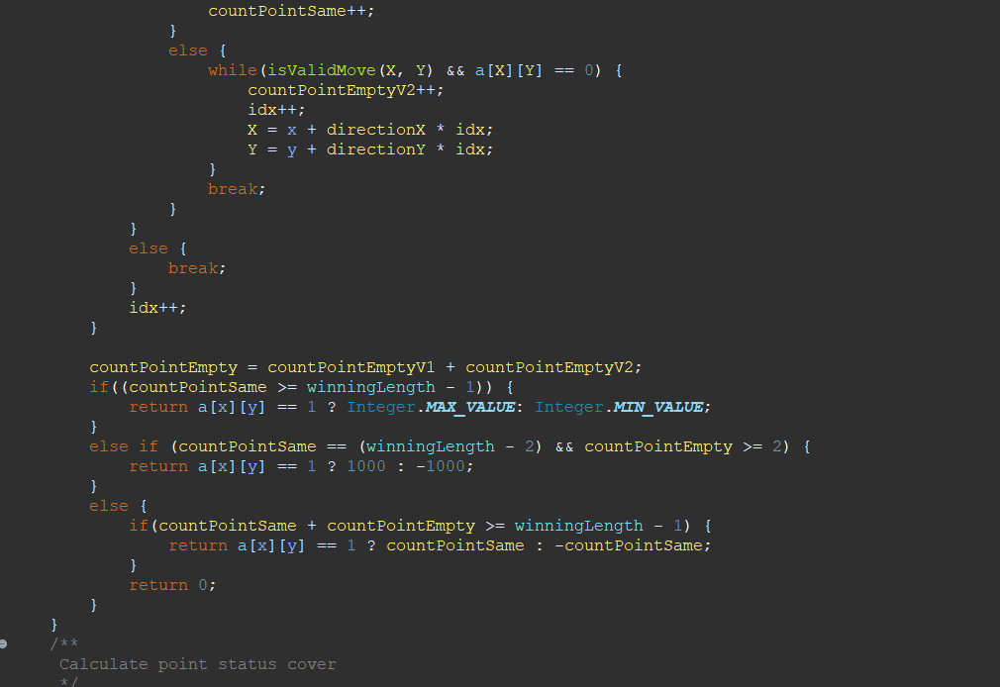 countPointSame++;
}
else {
while(isValidMove(X, Y) && a[X][Y] == 0) {
countPointEmptyV2++;
idx++;
X = x + directionX * idx;
Y = y + directionY * idx;
}
break;
}
}
else {
break;
}
idx++;
}
countPointEmpty = countPointEmptyV1 + countPointEmptyV2;
if((countPointSame >= winningLength - 1)) {
return a[x][y] == 1 ? Integer.MAX_VALUE: Integer.MIN_VALUE;
}
else if (countPointSame == (winningLength - 2) && countPointEmpty >= 2) {
return a[x][y] == 1 ? 1000 : -1000;
}
else {
if(countPointSame + countPointEmpty >= winningLength - 1) {
return a[x][y] == 1 ? countPointSame : -countPointSame;
}
return 0;
}
}
/**
Calculate point status cover
*/